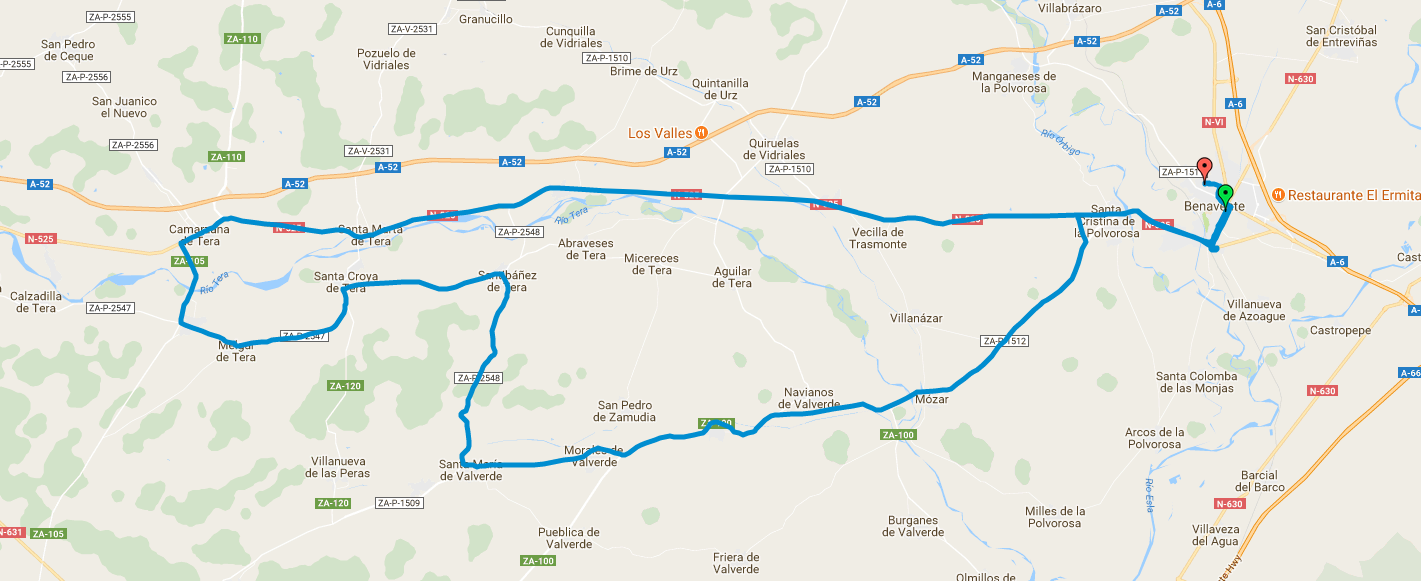 ZA-P-2555
Granucillo
ZA-V-2531
Villabrázaro
A-52
A-6
San Pedro
de Ceque
ZA-110
Cunquilla
de Vidriales
San Cristóbal
de Entreviñas
A-52
Pozuelo de
Vidriales
ZA-P-1510
A-52
-P-2555
ZA-P-2556
Brime de Urz
Manganeses de
la Polvorosa
N-630
Quintanilla
de Urz
San Juanico
el Nuevo
A-52
A-6
N-VI
Los Valles
Río Órbigo
ZA-P-2556
ZA-V-2531
A-52
Quiruelas
de Vidriales
ZA-110
A-52
A-52
ZA-P-1510
A-52
A-52
Restaurante El Ermita
Benavente
Río Tera
Santa
Cristina de
la Polvorosa
Camarzana
de Tera
Santa Marta
de Tera
ZA-P-2548
N-525
Vecilla de
Trasmonte
Abraveses
de Tera
Micereces
de Tera
A-6
Cast
Santa Croya
de Tera
Río Tera
Aguilar
de Tera
Calzadilla
de Tera
ZA-P-2547
Villanueva
de Azoague
A-
Villanázar
Castropepe
ZA-P-2547
ZA-P-1512
Melgar
de Tera
A-66
ZA-P-2548
Santa Colomba
de las Monjas
ZA-120
N-630
Navianos
de Valverde
Mózar
San Pedro
de Zamudia
ZA-100
ZA-100
Arcos de la
Polvorosa
Morales de
Valverde
Villanueva
de las Peras
Santa María
de Valverde
Barcial
del Barco
Río Esla
ZA-120
ZA-P-1509
N-630
Milles de la
Polvorosa
Burganes
de Valverde
N-631
ZA-105
Pueblica de
Valverde
Villaveza
del Agua
ZA-100
Friera de
Valverde
Olmillos de
te Hwy